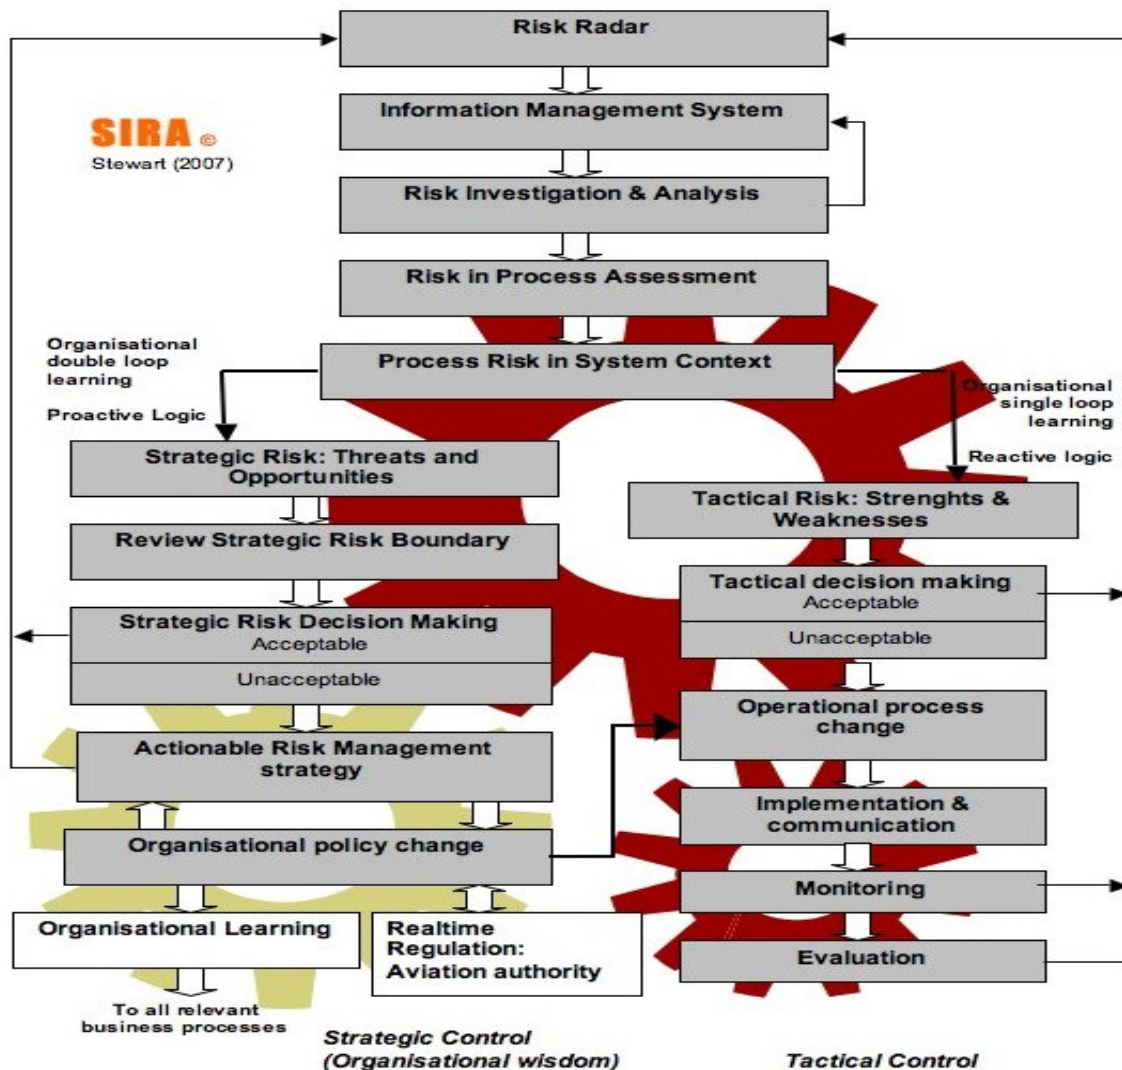 Risk Radar
Information Management System
SIRA ©
Stewart (2007)
Risk Investigation & Analysis
Risk in Process Assessment
Process Risk in System Context
Organisational
double loop
learning
Proactive Logic
Organisational
single loop
learning
Reactive logic
Strategic Risk: Threats and
Opportunities
Review Strategic Risk Boundary
Strategic Risk Decision Making
Acceptable
Unacceptable
Actionable Risk Management
strategy
Organisational policy change
Organisational Learning
Realtime
Regulation:
Aviation authority
To all relevant
business processes
Strategic Control
(Organisational wisdom)
Tactical Risk: Strenghts &
Weaknesses
Tactical decision making
Acceptable
Unacceptable
Operational process
change
Implementation &
communication
Monitoring
Evaluation
Tactical Control